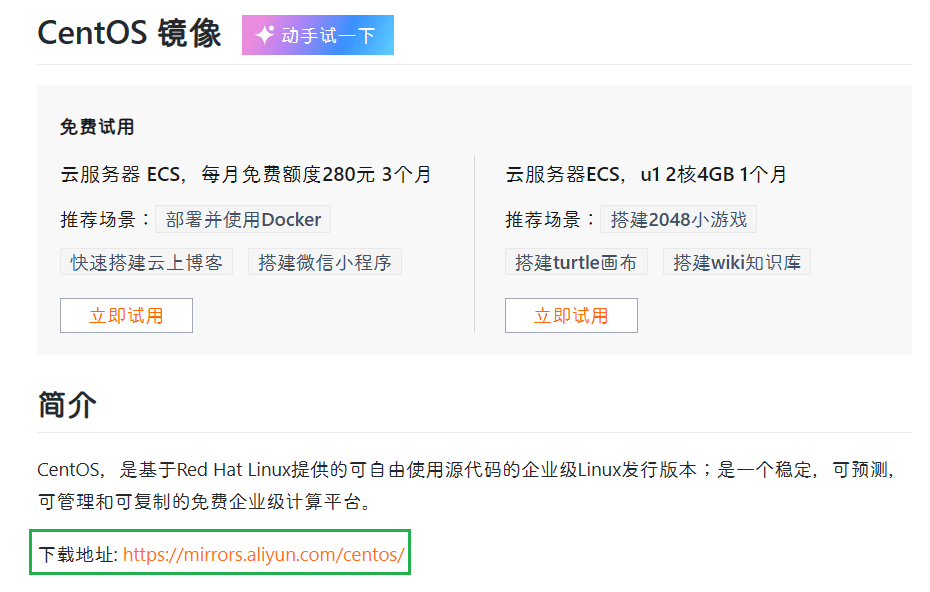 CentOS 镜像 动手试一下
免费试用
云服务器 ECS，每月免费额度280元 3个月
推荐场景：部署并使用Docker
快速搭建云上博客 搭建微信小程序
立即试用
云服务器ECS，u1 2核4GB 1个月
推荐场景：搭建2048小游戏
搭建turtle画布 搭建wiki知识库
立即试用
简介
CentOS，是基于Red Hat Linux提供的可自由使用源代码的企业级Linux发行版本；是一个稳定，可预测，
可管理和可复制的免费企业级计算平台。
下载地址: https://mirrors.aliyun.com/centos/